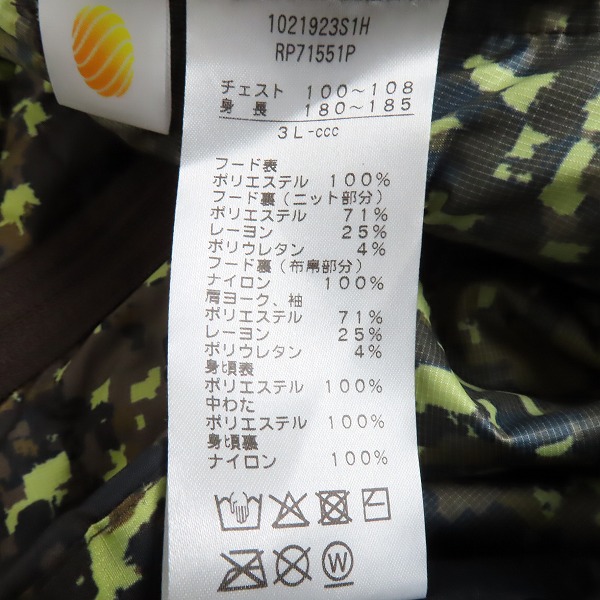 1021923S1H
RP71551P
チェスト 100～108
身長 180～185
3L-ccc
フード表
ポリエステル 100%
フード裏(ニット部分)
ポリエステル 71%
レーヨン 25%
ポリウレタン 4%
フード裏(布帛部分)
ナイロン 100%
肩ヨーク、袖
ポリエステル 71%
レーヨン 25%
ポリウレタン 4%
身頃表
ポリエステル 100%
中わた
ポリエステル 100%
身頃裏
ナイロン 100%
W